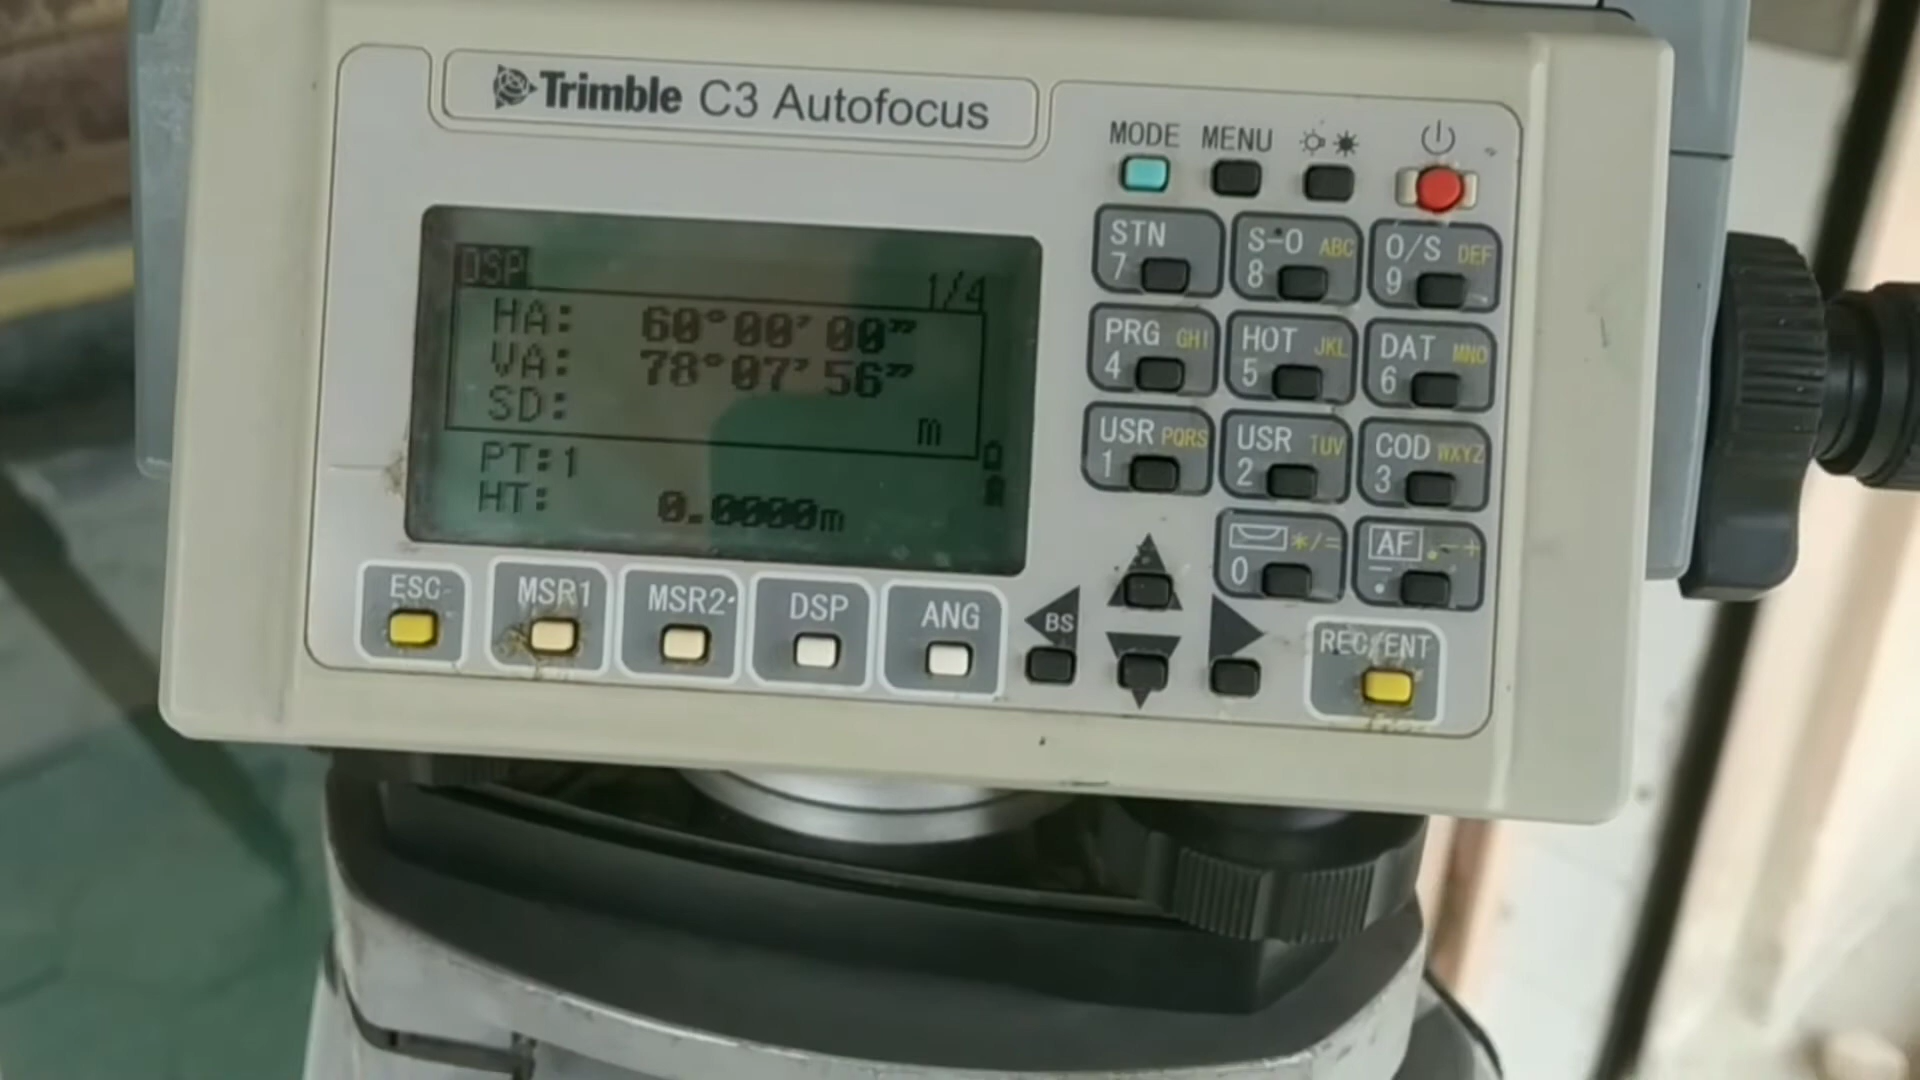 Trimble C3 Autofocus
MODE MENU
DSP
1/4
HA: 60°00'00"
VA: 78°07'56"
SD: m
PT:1
HT: 0.0000m
STN 7
S-O ABC 8
O/S DEF 9
PRG GHI 4
HOT JKL 5
DAT MNO 6
USR PQRS 1
USR TUV 2
COD WXYZ 3
*/= 0
AF .-+
ESC MSR1 MSR2 DSP ANG
BS
REC/ENT